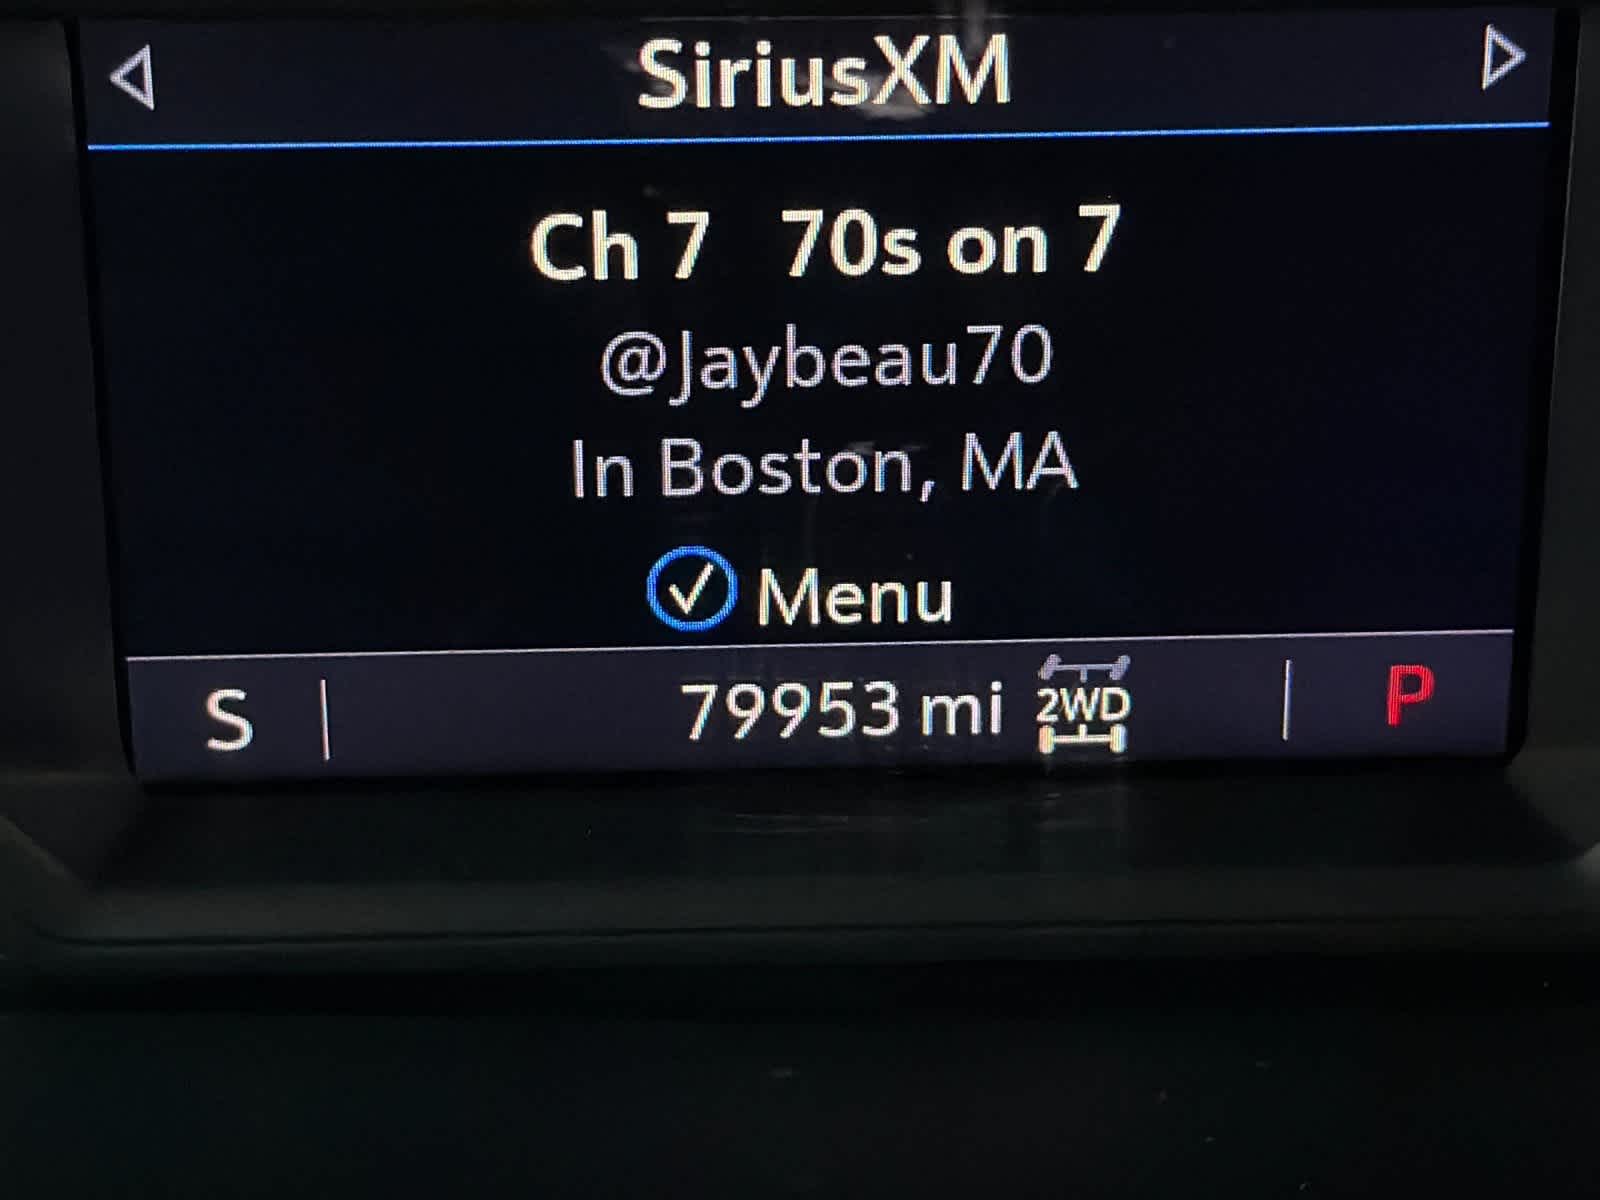 SiriusXM
Ch 7 70s on 7
@Jaybeau70
In Boston, MA
Menu
S 79953 mi 2WD P